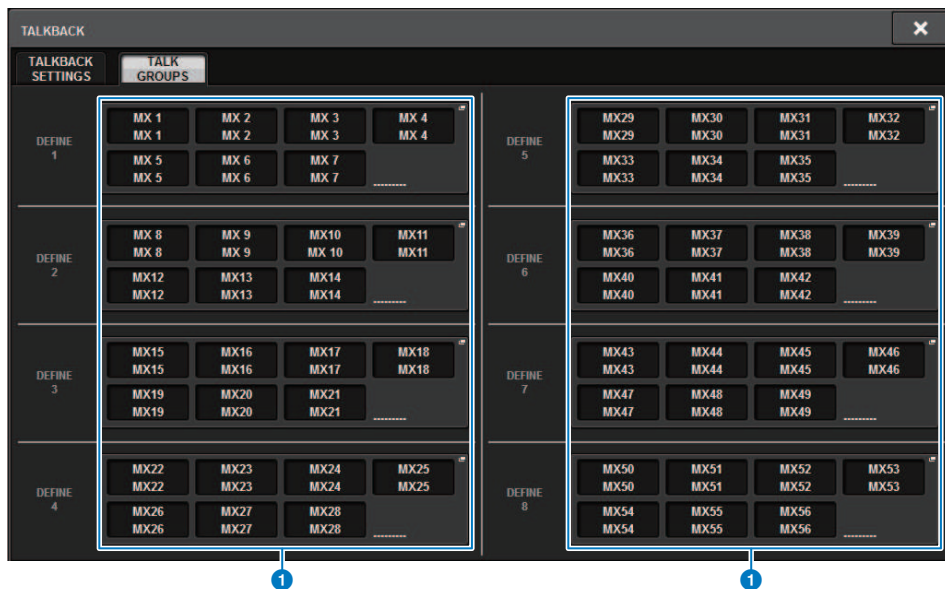 TALKBACK
×
TALKBACK SETTINGS
TALK GROUPS
DEFINE 1
MX 1 MX 2 MX 3 MX 4
MX 1 MX 2 MX 3 MX 4
MX 5 MX 6 MX 7
MX 5 MX 6 MX 7
DEFINE 2
MX 8 MX 9 MX10 MX11
MX 8 MX 9 MX 10 MX11
MX12 MX13 MX14
MX12 MX13 MX14
DEFINE 3
MX15 MX16 MX17 MX18
MX15 MX16 MX17 MX18
MX19 MX20 MX21
MX19 MX20 MX21
DEFINE 4
MX22 MX23 MX24 MX25
MX22 MX23 MX24 MX25
MX26 MX27 MX28
MX26 MX27 MX28
1
DEFINE 5
MX29 MX30 MX31 MX32
MX29 MX30 MX31 MX32
MX33 MX34 MX35
MX33 MX34 MX35
DEFINE 6
MX36 MX37 MX38 MX39
MX36 MX37 MX38 MX39
MX40 MX41 MX42
MX40 MX41 MX42
DEFINE 7
MX43 MX44 MX45 MX46
MX43 MX44 MX45 MX46
MX47 MX48 MX49
MX47 MX48 MX49
DEFINE 8
MX50 MX51 MX52 MX53
MX50 MX51 MX52 MX53
MX54 MX55 MX56
MX54 MX55 MX56
1